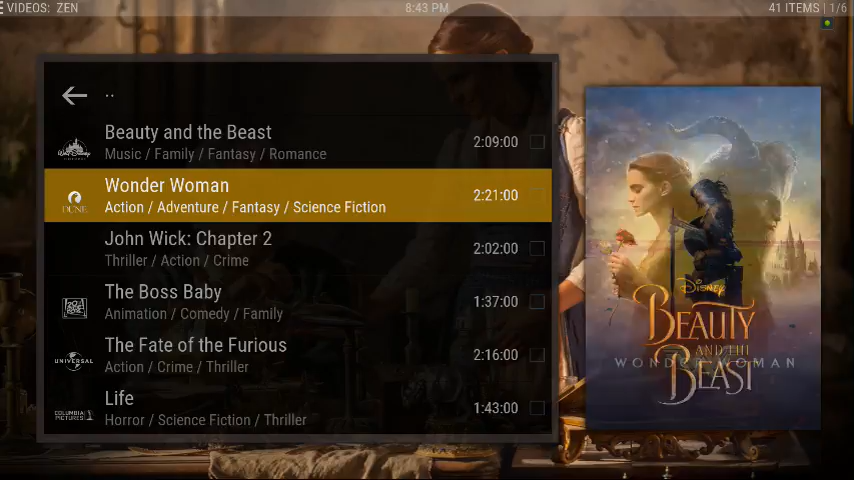 VIDEOS: ZEN
8:43 PM
41 ITEMS | 1/6
..
Beauty and the Beast
2:09:00
Music / Family / Fantasy / Romance
Wonder Woman
2:21:00
DUNE
Action / Adventure / Fantasy / Science Fiction
John Wick: Chapter 2
2:02:00
Thriller / Action / Crime
The Boss Baby
1:37:00
Animation / Comedy / Family
The Fate of the Furious
2:16:00
UNIVERSAL
Action / Crime / Thriller
Life
1:43:00
COLUMBIA
PICTURES
Horror / Science Fiction / Thriller
Disney
BEAUTY
AND THE
WONDER WOMAN
BEAST